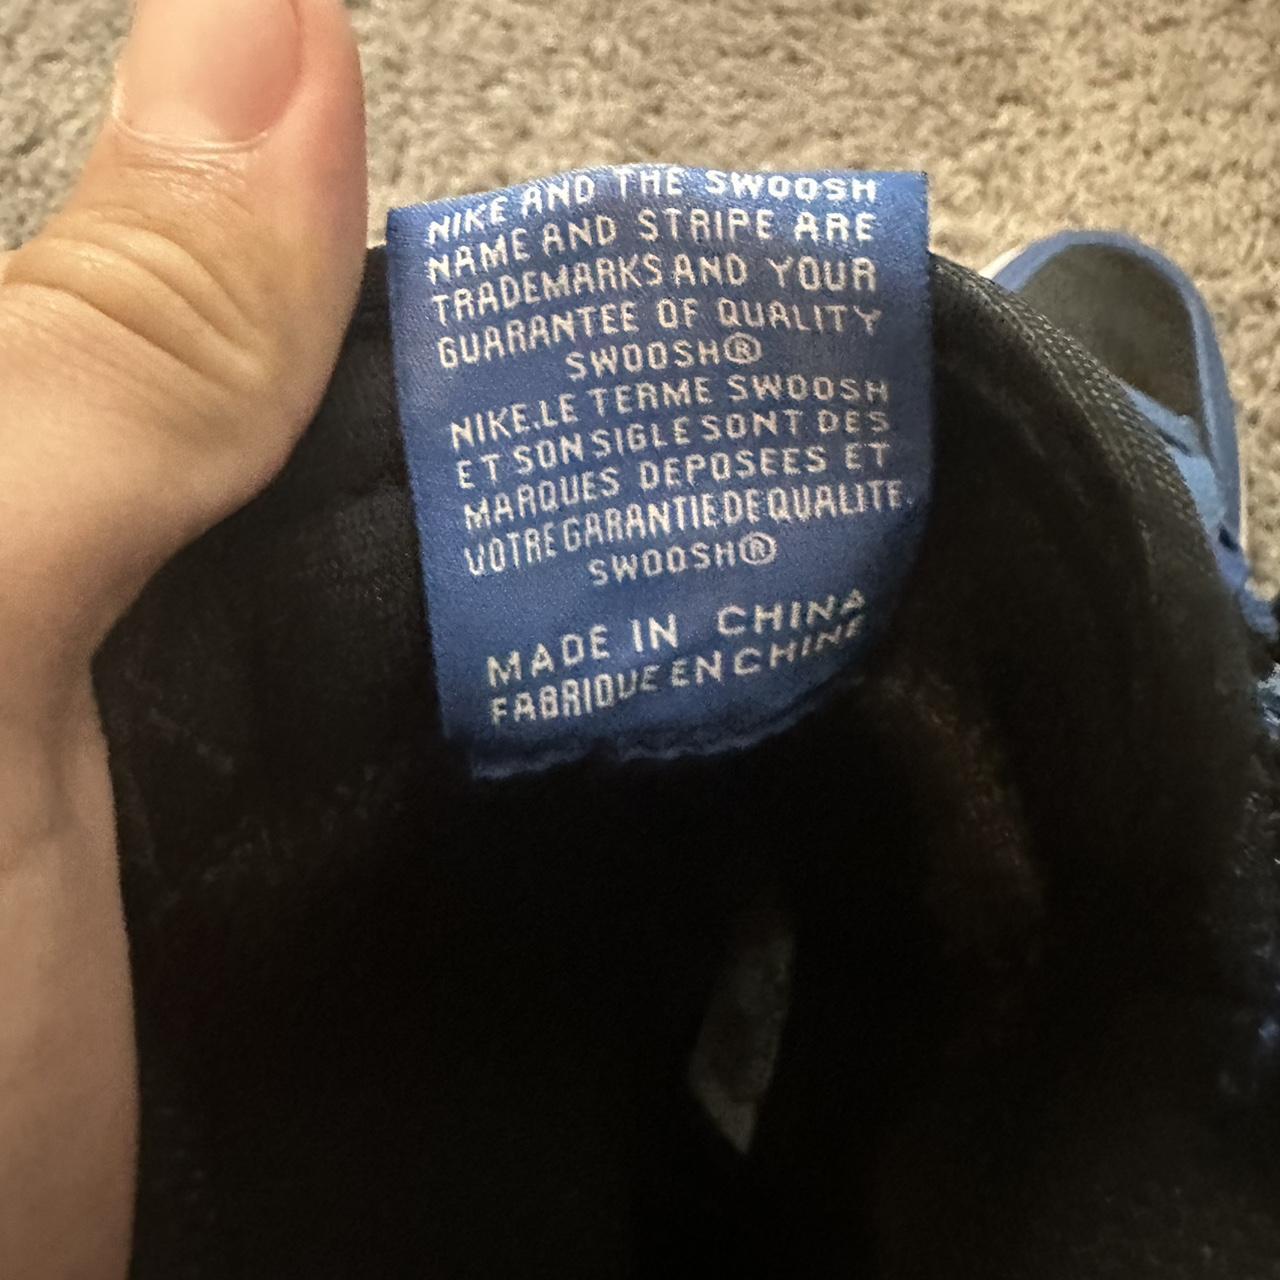 NIKE AND THE SWOOSH
NAME AND STRIPE ARE
TRADEMARKS AND YOUR
GUARANTEE OF QUALITY
SWOOSH®
NIKE.LE TERME SWOOSH
ET SON SIGLE SONT DES
MARQUES DEPOSEES ET
VOTRE GARANTIE DE QUALITE.
SWOOSH®
MADE IN CHINA
FABRIQUE EN CHINE